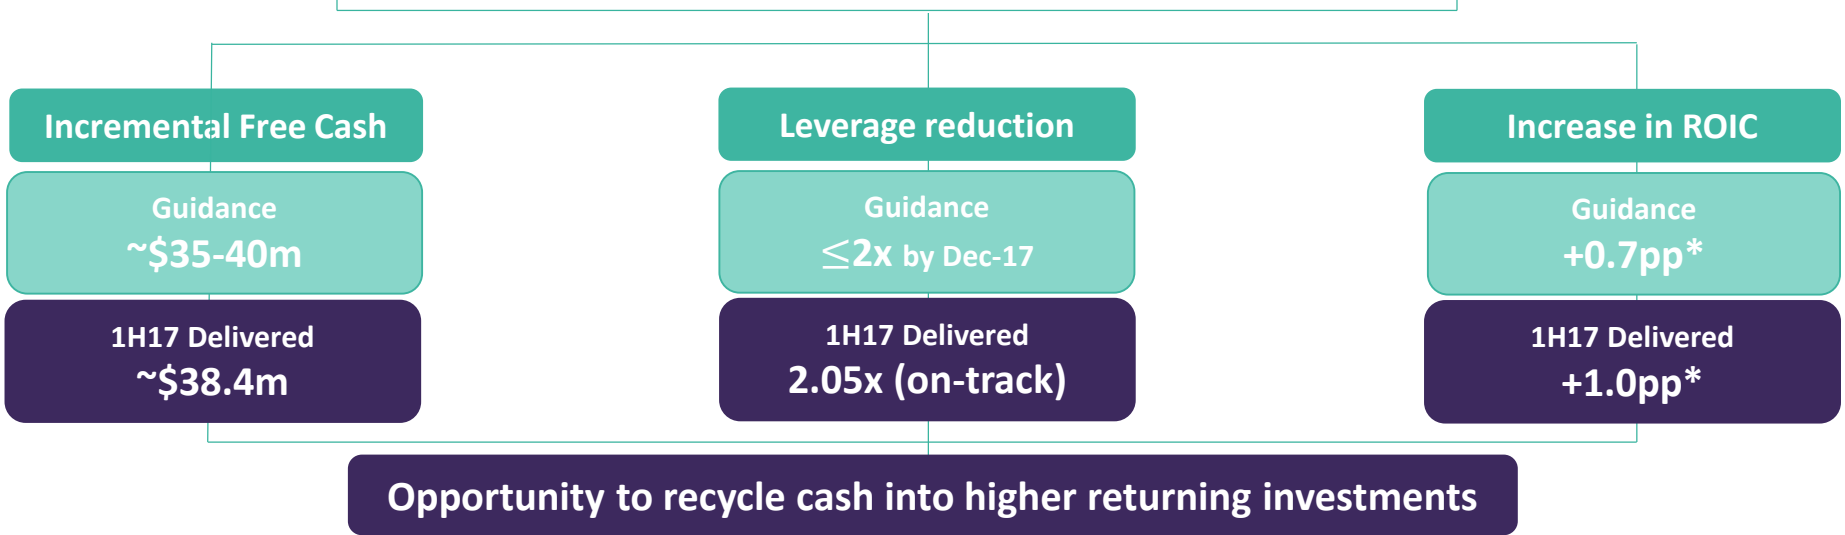 Incremental Free Cash
Guidance
~$35-40m
1H17 Delivered
~$38.4m
Leverage reduction
Guidance
≤2x by Dec-17
1H17 Delivered
2.05x (on-track)
Increase in ROIC
Guidance
+0.7pp*
1H17 Delivered
+1.0pp*
Opportunity to recycle cash into higher returning investments